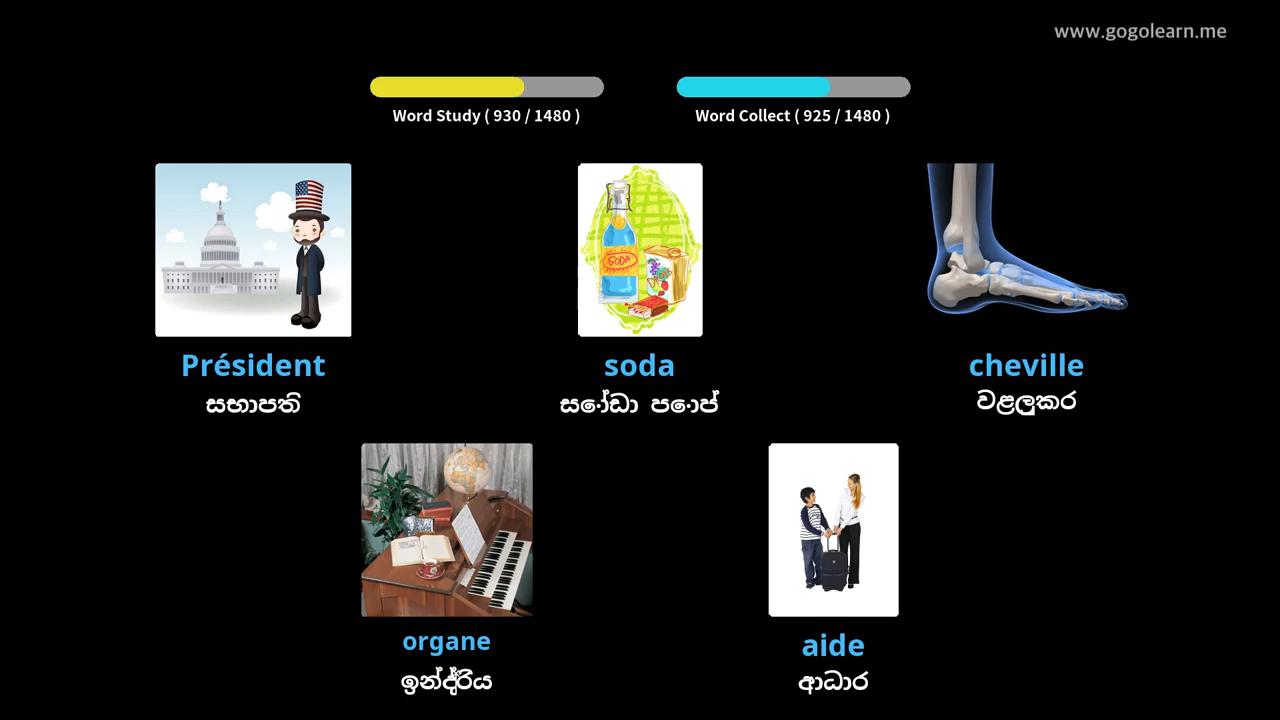 www.gogolearn.me
Word Study ( 930 / 1480 )
Word Collect ( 925 / 1480 )
SODA
Président
soda
cheville
සභාපති
සෝඩා පොප්
වළලුකර
organe
aide
ඉන්ද්‍රිය
ආධාර